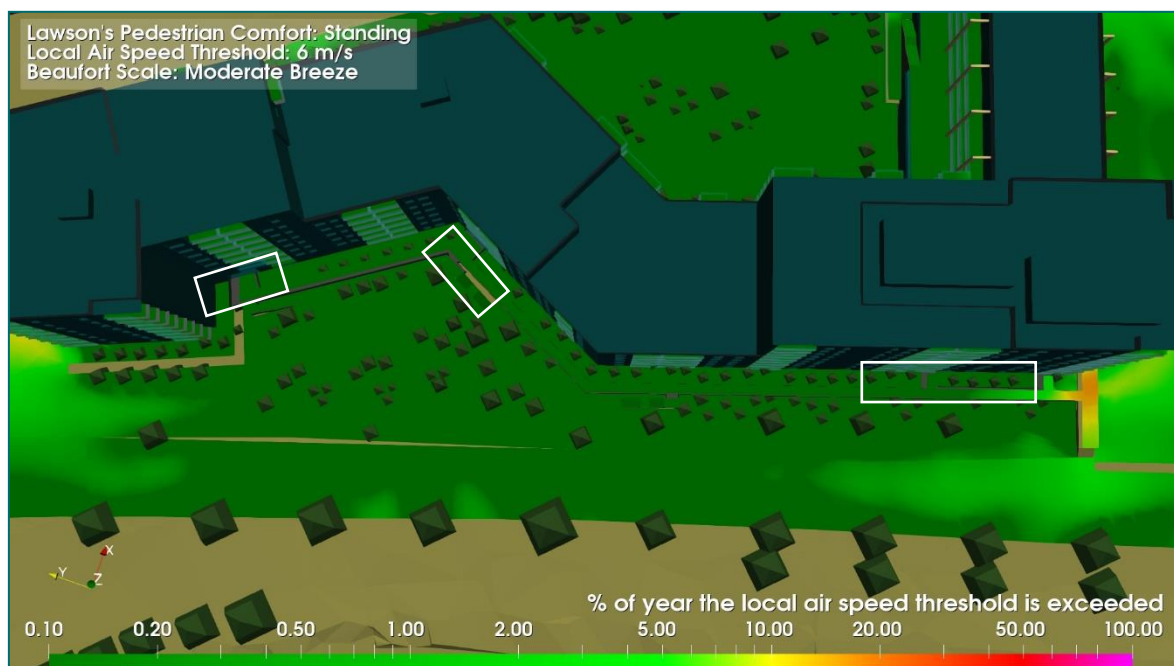 Lawson's Pedestrian Comfort: Standing
Local Air Speed Threshold: 6 m/s
Beaufort Scale: Moderate Breeze
X
Y
Z
% of year the local air speed threshold is exceeded
0.10 0.20 0.50 1.00 2.00 5.00 10.00 20.00 50.00 100.00